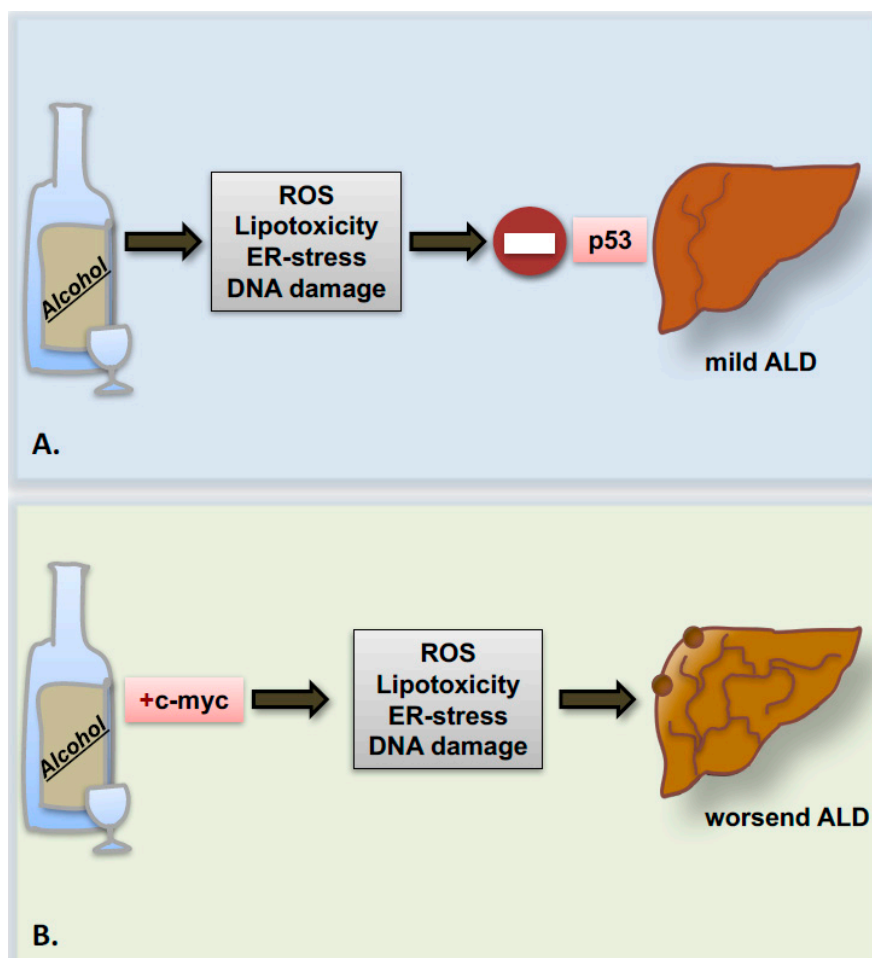 Alcohol
ROS
Lipotoxicity
ER-stress
DNA damage
p53
mild ALD
A.
Alcohol
+c-myc
ROS
Lipotoxicity
ER-stress
DNA damage
worsend ALD
B.